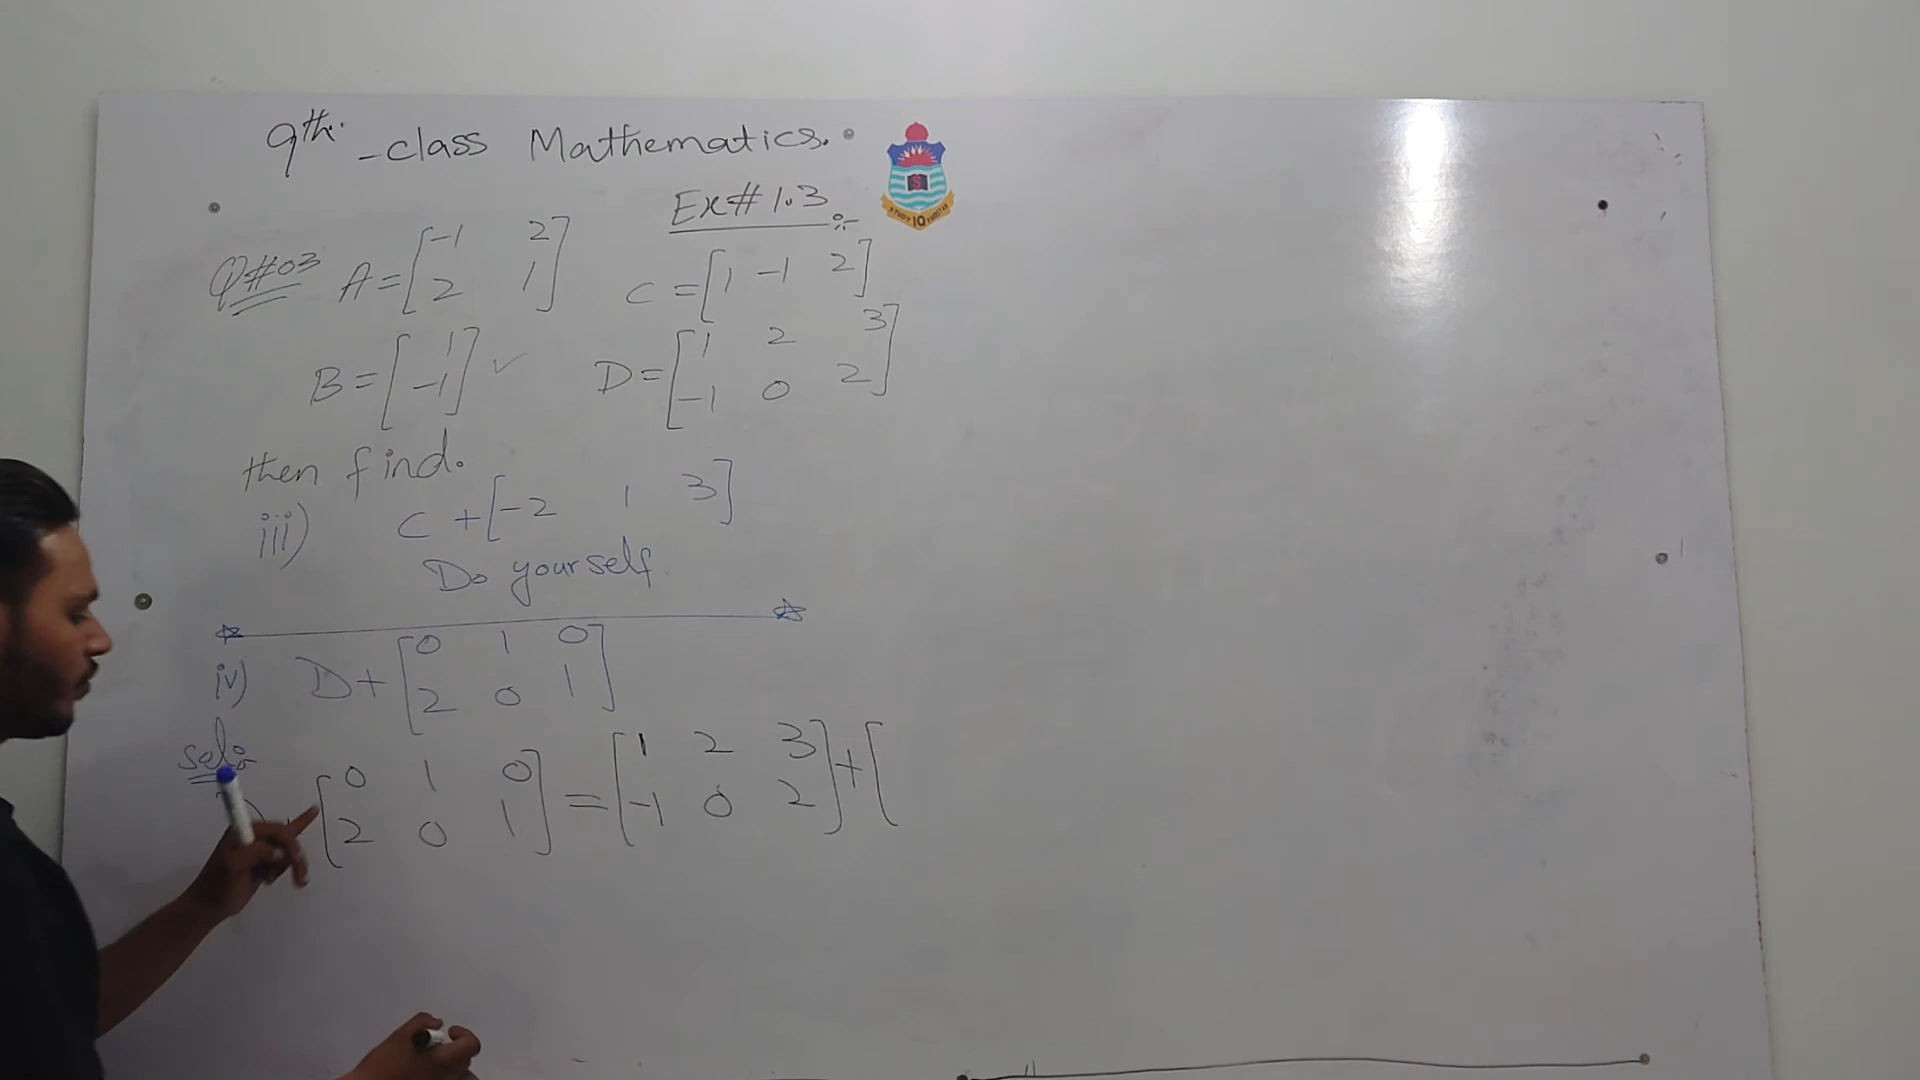 9th. -class Mathematics.
Ex# 1.3 :-
Q#03 A = [-1 2
2 1]
C = [1 -1 2]
B = [1
-1] ✓
D = [1 2 3
-1 0 2]
then find.
iii) C + [-2 1 3]
Do yourself.
iv) D + [0 1 0
2 0 1]
Sol:-
[0 1 0
2 0 1] = [1 2 3
-1 0 2] + [
IQ